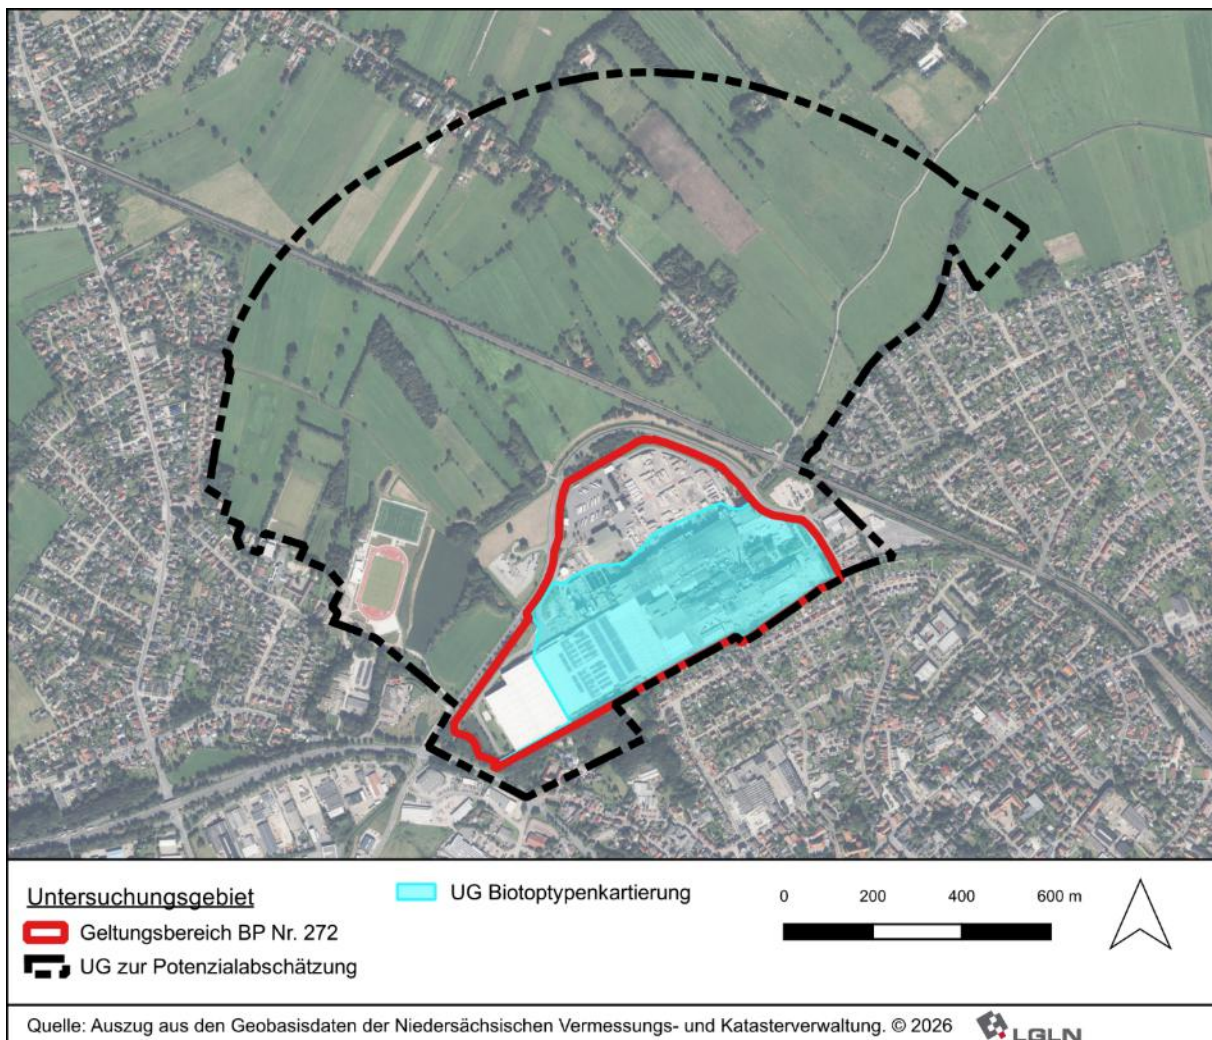 Untersuchungsgebiet
Geltungsbereich BP Nr. 272
UG zur Potenzialabschätzung
UG Biotoptypenkartierung
0 200 400 600 m
Quelle: Auszug aus den Geobasisdaten der Niedersächsischen Vermessungs- und Katasterverwaltung. © 2026
LGLN